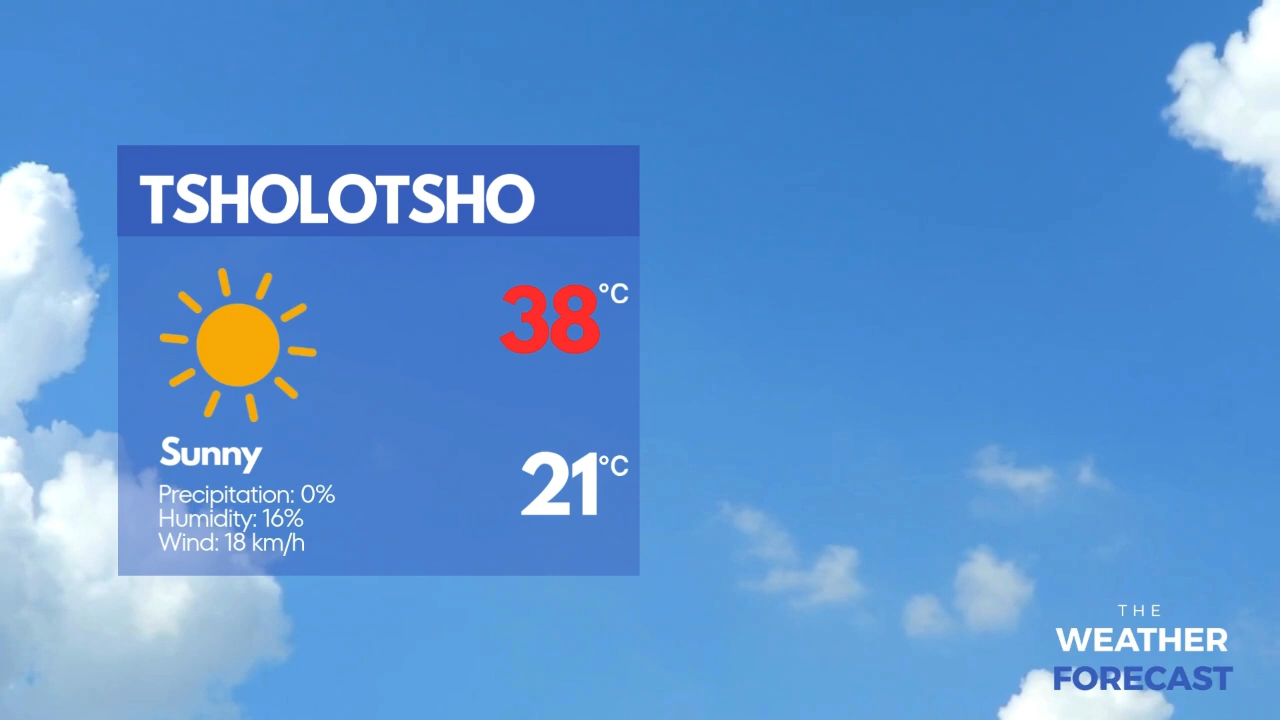 TSHOLOTSHO
38°C
Sunny
21°C
Precipitation: 0%
Humidity: 16%
Wind: 18 km/h
THE
WEATHER
FORECAST